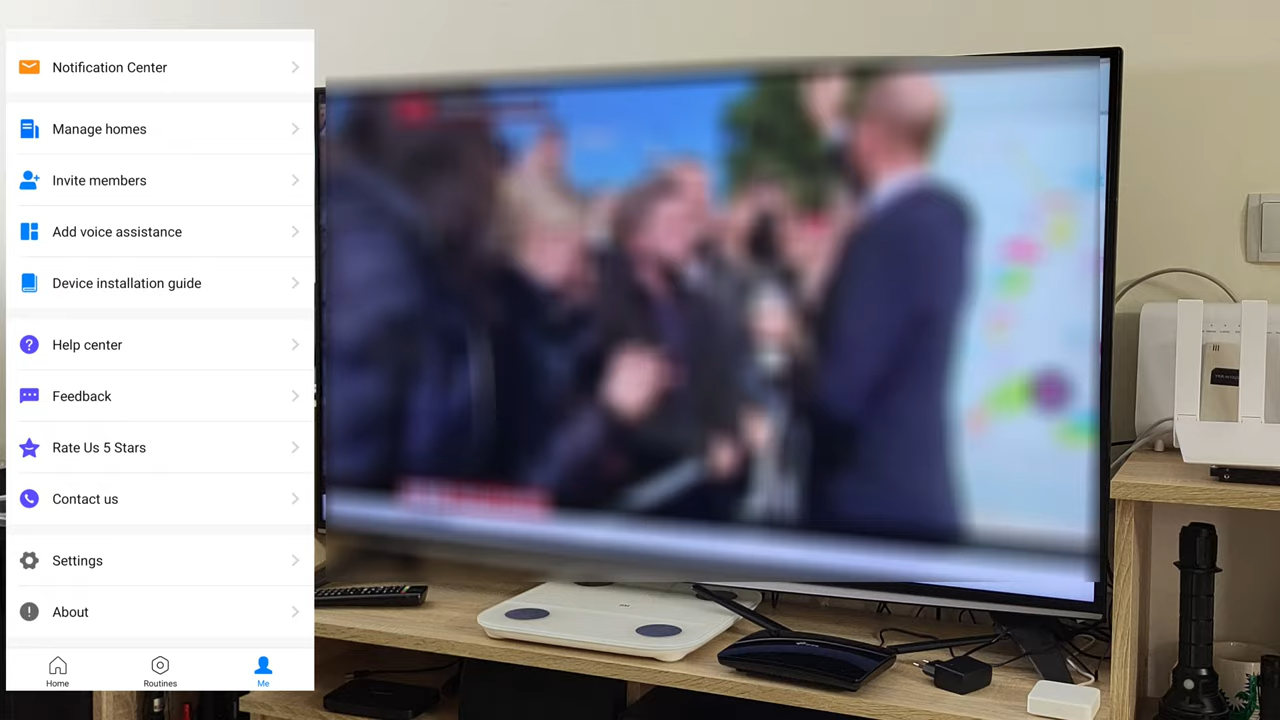 Notification Center
Manage homes
Invite members
Add voice assistance
Device installation guide
Help center
Feedback
Rate Us 5 Stars
Contact us
Settings
About
Home
Routines
Me